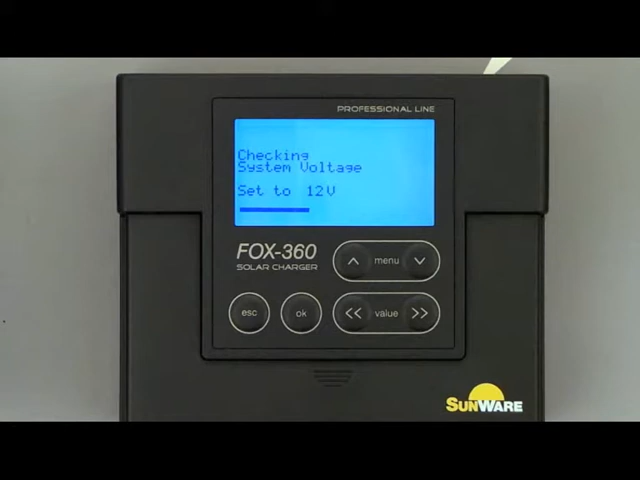 PROFESSIONAL LINE
Checking
System Voltage
Set to 12V
FOX-360
SOLAR CHARGER
menu
esc
ok
<< value >>
SUNWARE